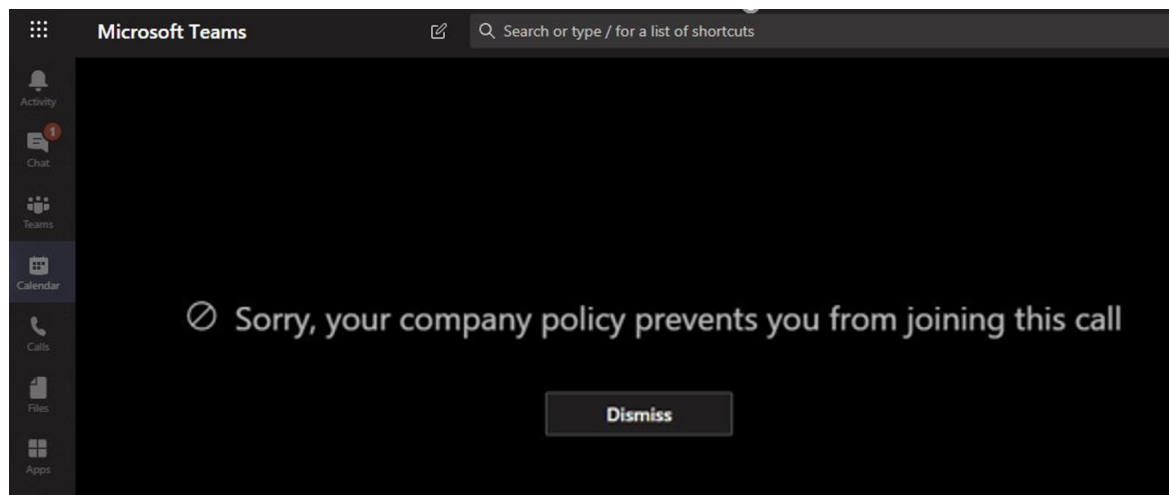 Microsoft Teams
Search or type / for a list of shortcuts
Activity
1
Chat
Teams
Calendar
Calls
Files
Apps
Sorry, your company policy prevents you from joining this call
Dismiss